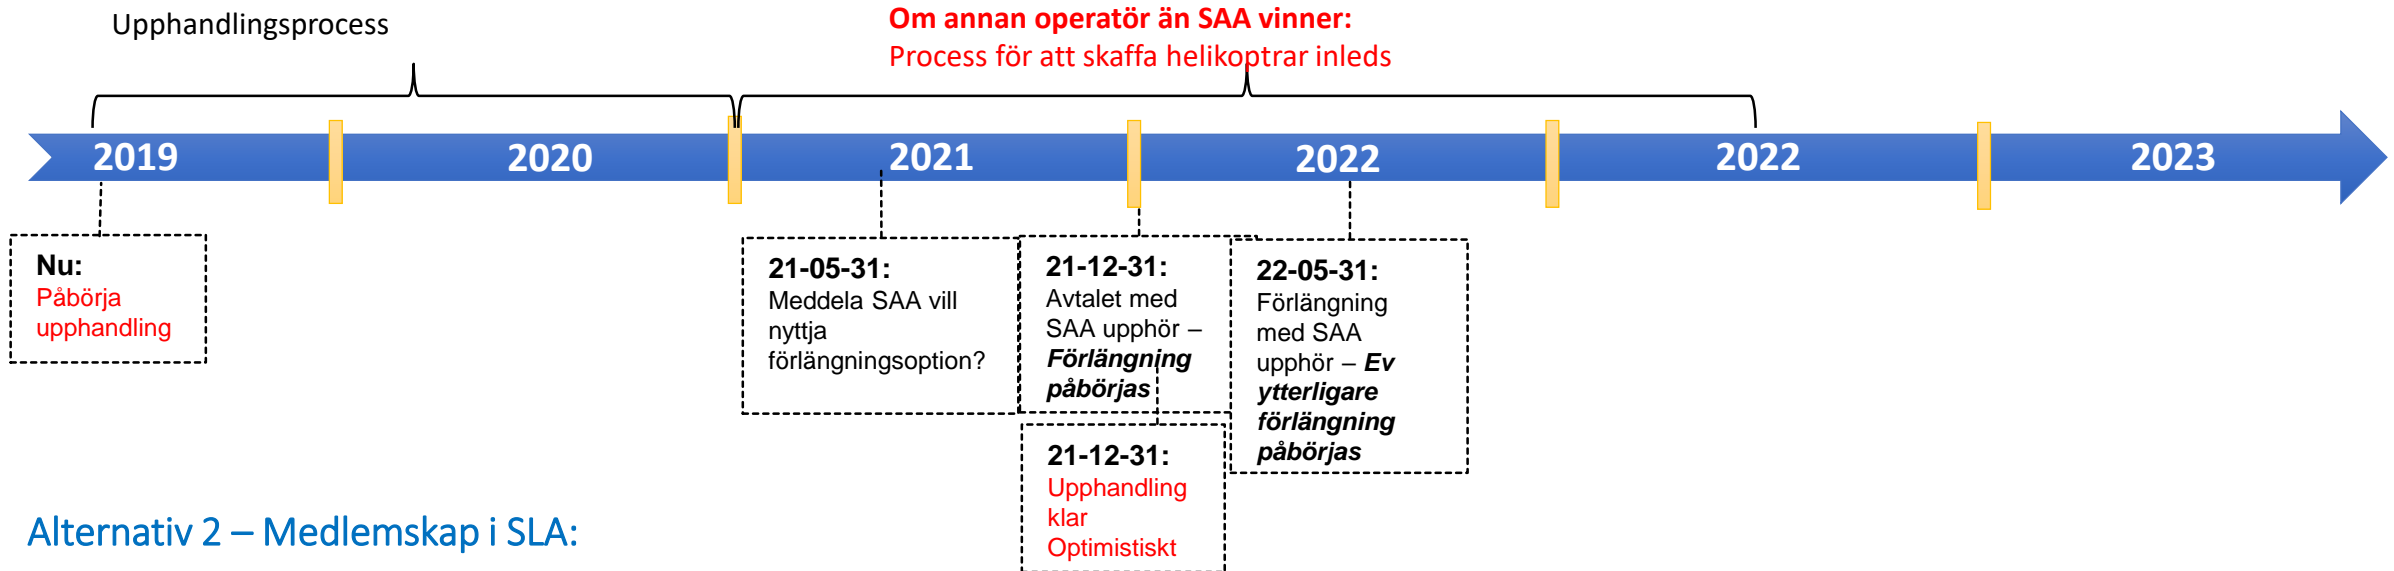 Upphandlingsprocess
Om annan operatör än SAA vinner:
Process för att skaffa helikoptrar inleds
2019
2020
2021
2022
2022
2023
Nu:
Påbörja
upphandling
21-05-31:
Meddela SAA vill
nyttja
förlängningsoption?
21-12-31:
Avtalet med
SAA upphör –
Förlängning
påbörjas
22-05-31:
Förlängning
med SAA
upphör – Ev
ytterligare
förlängning
påbörjas
21-12-31:
Upphandling
klar
Optimistiskt
Alternativ 2 – Medlemskap i SLA: